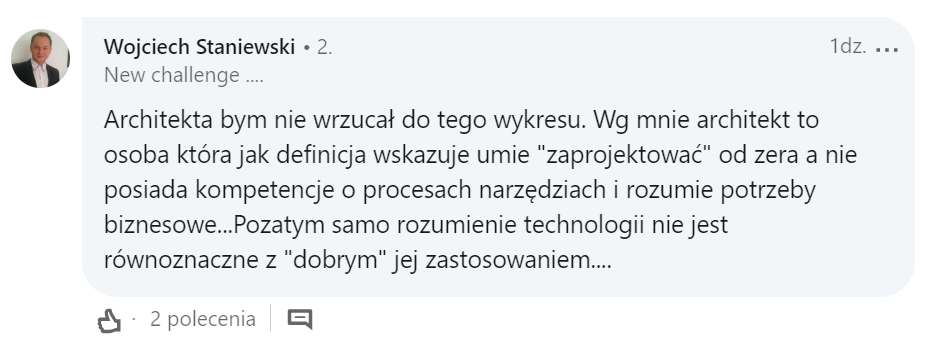 Wojciech Staniewski • 2.
1dz. ...
New challenge ....
Architekta bym nie wrzucał do tego wykresu. Wg mnie architekt to
osoba która jak definicja wskazuje umie "zaprojektować" od zera a nie
posiada kompetencje o procesach narzędziach i rozumie potrzeby
biznesowe...Pozatym samo rozumienie technologii nie jest
równoznaczne z "dobrym" jej zastosowaniem....
· 2 polecenia